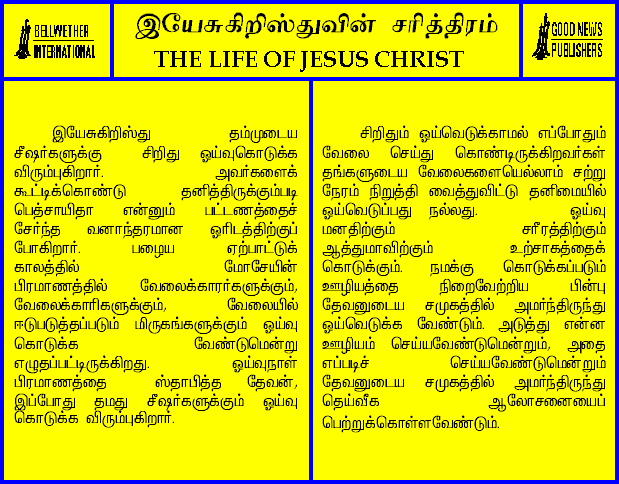 BELLWETHER
INTERNATIONAL
இயேசுகிறிஸ்துவின் சரித்திரம்
THE LIFE OF JESUS CHRIST
GOOD NEWS
PUBLISHERS
இயேசுகிறிஸ்து தம்முடைய
சீஷர்களுக்கு சிறிது ஓய்வுகொடுக்க
விரும்புகிறார். அவர்களைக்
கூட்டிக்கொண்டு தனித்திருக்கும்படி
பெத்சாயிதா என்னும் பட்டணத்தைச்
சேர்ந்த வனாந்தரமான ஓரிடத்திற்குப்
போகிறார். பழைய ஏற்பாட்டுக்
காலத்தில் மோசேயின்
பிரமாணத்தில் வேலைக்காரர்களுக்கும்,
வேலைக்காரிகளுக்கும், வேலையில்
ஈடுபடுத்தப்படும் மிருகங்களுக்கும் ஓய்வு
கொடுக்க வேண்டுமென்று
எழுதப்பட்டிருக்கிறது. ஓய்வுநாள்
பிரமாணத்தை ஸ்தாபித்த தேவன்,
இப்போது தமது சீஷர்களுக்கும் ஓய்வு
கொடுக்க விரும்புகிறார்.
சிறிதும் ஓய்வெடுக்காமல் எப்போதும்
வேலை செய்து கொண்டிருக்கிறவர்கள்
தங்களுடைய வேலைகளையெல்லாம் சற்று
நேரம் நிறுத்தி வைத்துவிட்டு தனிமையில்
ஓய்வெடுப்பது நல்லது. ஓய்வு
மனதிற்கும் சரீரத்திற்கும்
ஆத்துமாவிற்கும் உற்சாகத்தைக்
கொடுக்கும். நமக்கு கொடுக்கப்படும்
ஊழியத்தை நிறைவேற்றிய பின்பு
தேவனுடைய சமுகத்தில் அமர்ந்திருந்து
ஓய்வெடுக்க வேண்டும். அடுத்து என்ன
ஊழியம் செய்யவேண்டுமென்றும், அதை
எப்படிச் செய்யவேண்டுமென்றும்
தேவனுடைய சமுகத்தில் அமர்ந்திருந்து
தெய்வீக ஆலோசனையைப்
பெற்றுக்கொள்ளவேண்டும்.